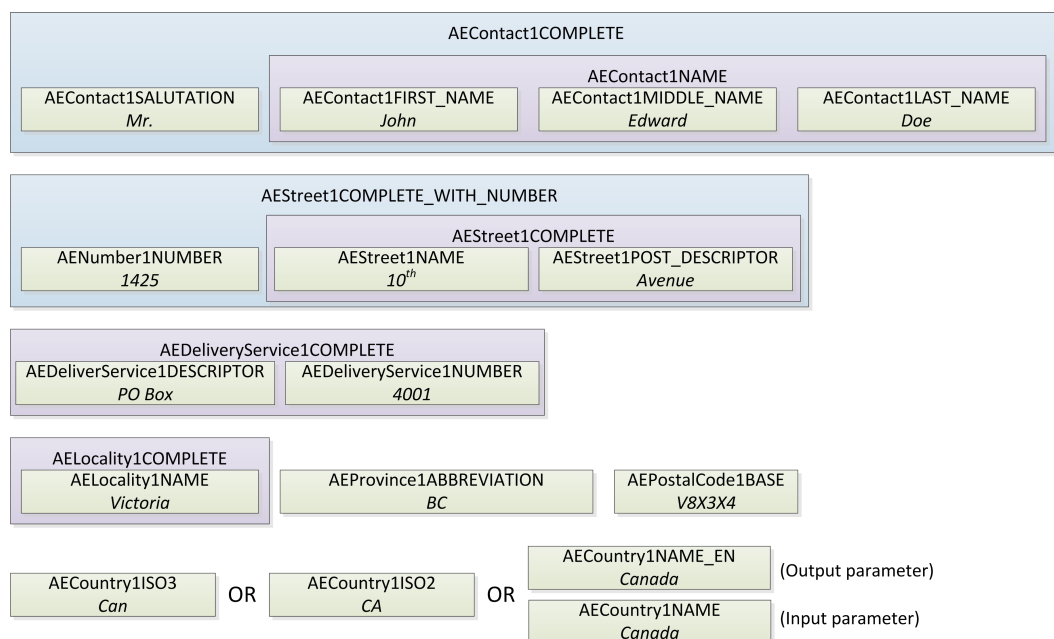 AEContact1COMPLETE
AEContact1NAME
AEContact1SALUTATION
Mr.
AEContact1FIRST_NAME
John
AEContact1MIDDLE_NAME
Edward
AEContact1LAST_NAME
Doe
AEStreet1COMPLETE_WITH_NUMBER
AEStreet1COMPLETE
AENumber1NUMBER
1425
AEStreet1NAME
10th
AEStreet1POST_DESCRIPTOR
Avenue
AEDeliveryService1COMPLETE
AEDeliverService1DESCRIPTOR
PO Box
AEDeliveryService1NUMBER
4001
AELocality1COMPLETE
AELocality1NAME
Victoria
AEProvince1ABBREVIATION
BC
AEPostalCode1BASE
V8X3X4
AECountry1ISO3
Can
OR
AECountry1ISO2
CA
OR
AECountry1NAME_EN
Canada
(Output parameter)
AECountry1NAME
Canada
(Input parameter)